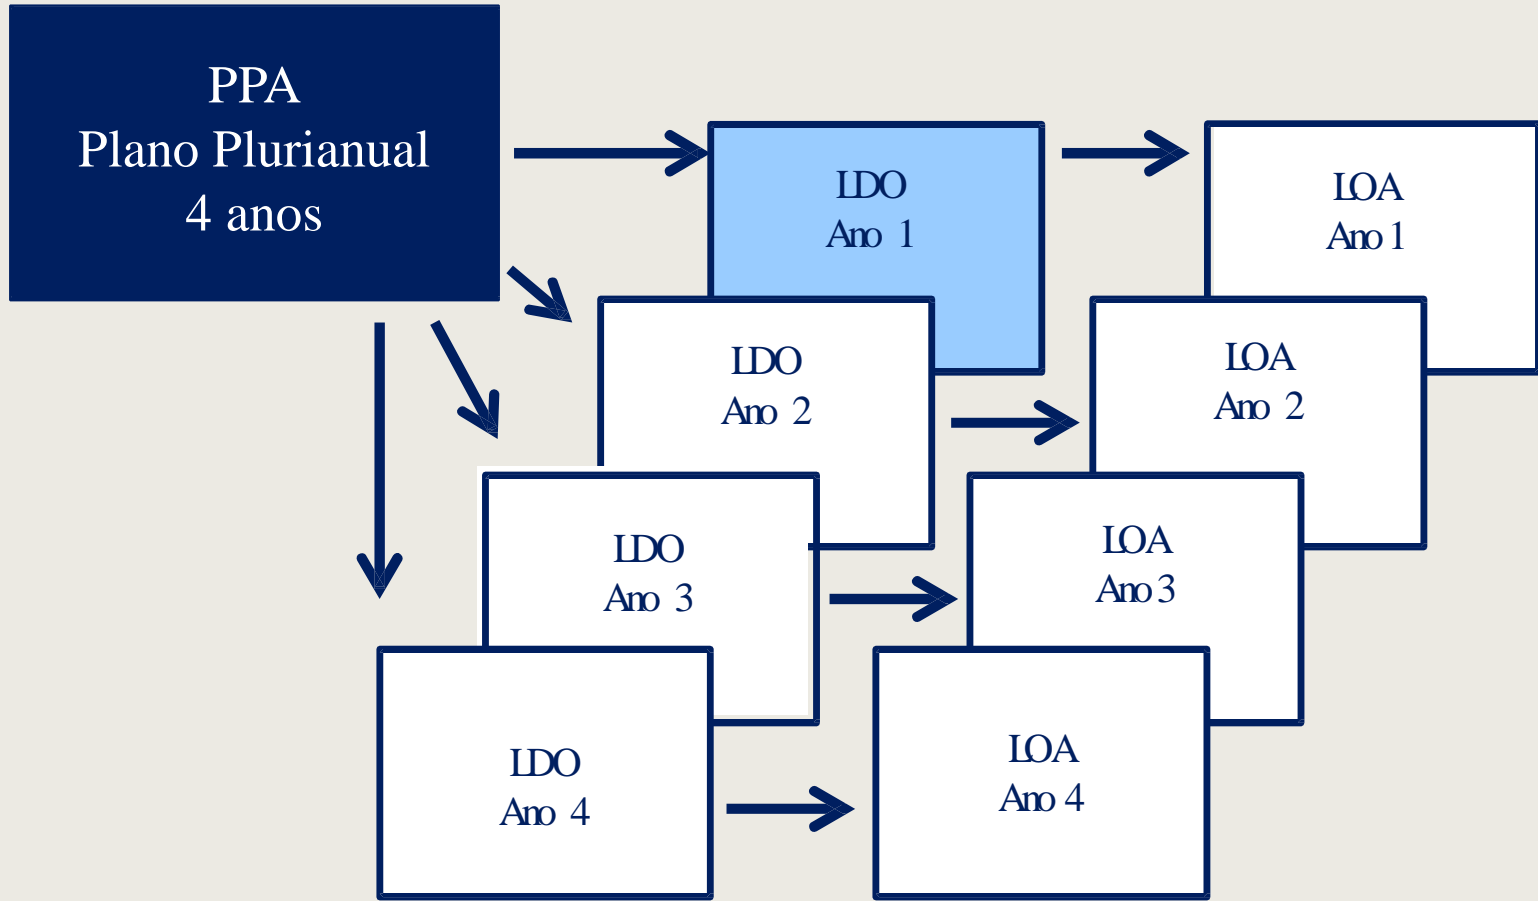 PPA
Plano Plurianual
4 anos
LDO
Ano 1
LOA
Ano 1
LDO
Ano 2
LOA
Ano 2
LDO
Ano 3
LOA
Ano 3
LDO
Ano 4
LOA
Ano 4